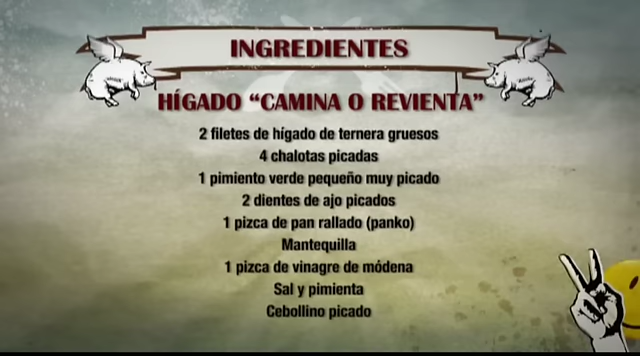 INGREDIENTES
HÍGADO “CAMINA O REVIENTA”
2 filetes de hígado de ternera gruesos
4 chalotas picadas
1 pimiento verde pequeño muy picado
2 dientes de ajo picados
1 pizca de pan rallado (panko)
Mantequilla
1 pizca de vinagre de módena
Sal y pimienta
Cebollino picado